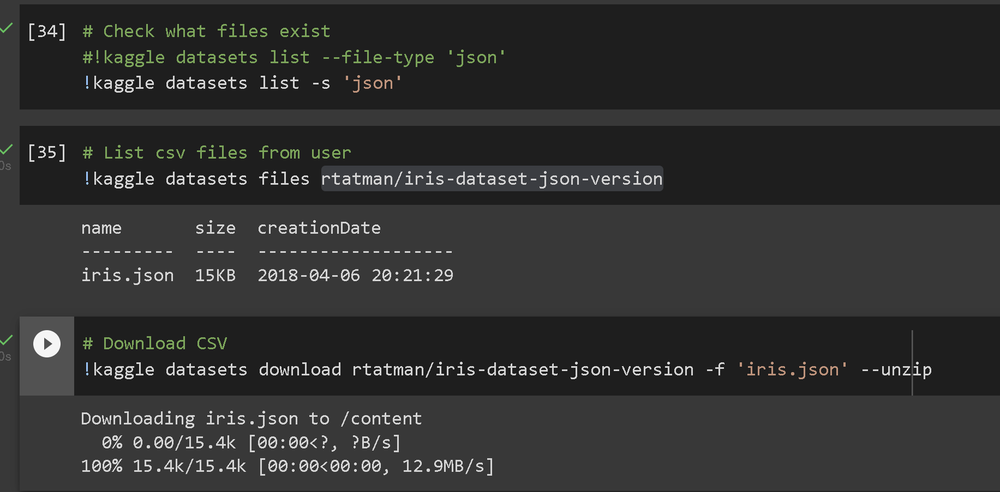 [34] # Check what files exist
#!kaggle datasets list --file-type 'json'
!kaggle datasets list -s 'json'
[35] # List csv files from user
0s
!kaggle datasets files rtatman/iris-dataset-json-version
name size creationDate
--------- ---- -------------------
iris.json 15KB 2018-04-06 20:21:29
# Download CSV
0s
!kaggle datasets download rtatman/iris-dataset-json-version -f 'iris.json' --unzip
Downloading iris.json to /content
0% 0.00/15.4k [00:00<?, ?B/s]
100% 15.4k/15.4k [00:00<00:00, 12.9MB/s]